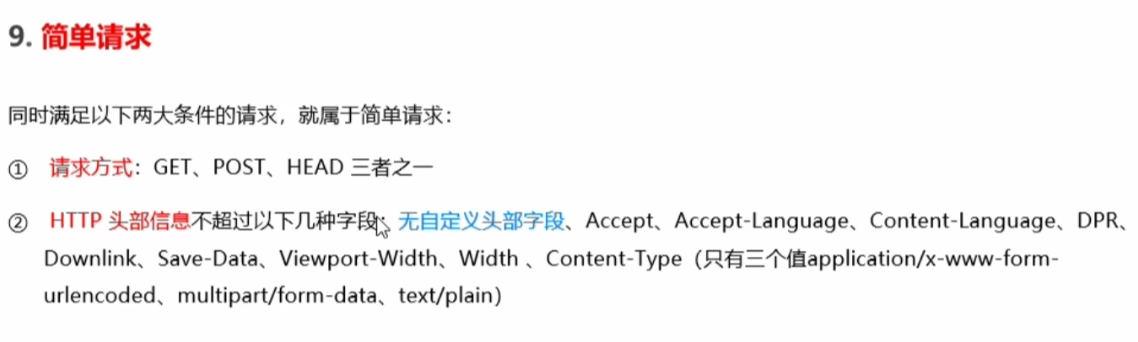 9. 简单请求
同时满足以下两大条件的请求，就属于简单请求：
① 请求方式：GET、POST、HEAD 三者之一
② HTTP 头部信息不超过以下几种字段：无自定义头部字段、Accept、Accept-Language、Content-Language、DPR、
Downlink、Save-Data、Viewport-Width、Width 、Content-Type（只有三个值application/x-www-form-
urlencoded、multipart/form-data、text/plain）